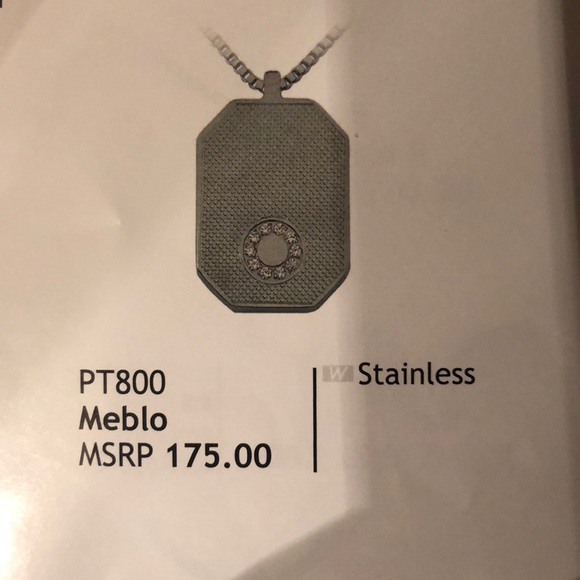 PT800
Meblo
MSRP 175.00
W Stainless